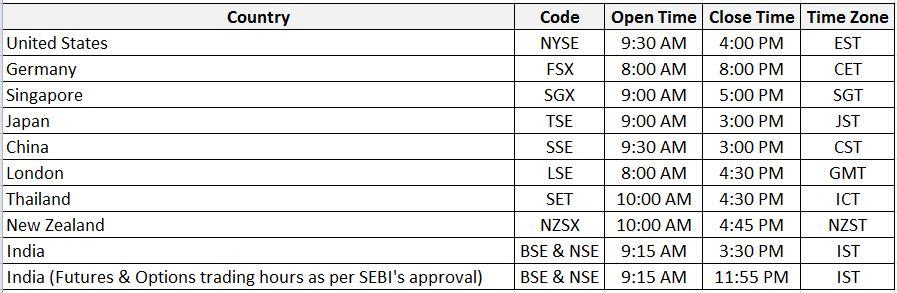 Country Code Open Time Close Time Time Zone
United States NYSE 9:30 AM 4:00 PM EST
Germany FSX 8:00 AM 8:00 PM CET
Singapore SGX 9:00 AM 5:00 PM SGT
Japan TSE 9:00 AM 3:00 PM JST
China SSE 9:30 AM 3:00 PM CST
London LSE 8:00 AM 4:30 PM GMT
Thailand SET 10:00 AM 4:30 PM ICT
New Zealand NZSX 10:00 AM 4:45 PM NZST
India BSE & NSE 9:15 AM 3:30 PM IST
India (Futures & Options trading hours as per SEBI's approval) BSE & NSE 9:15 AM 11:55 PM IST